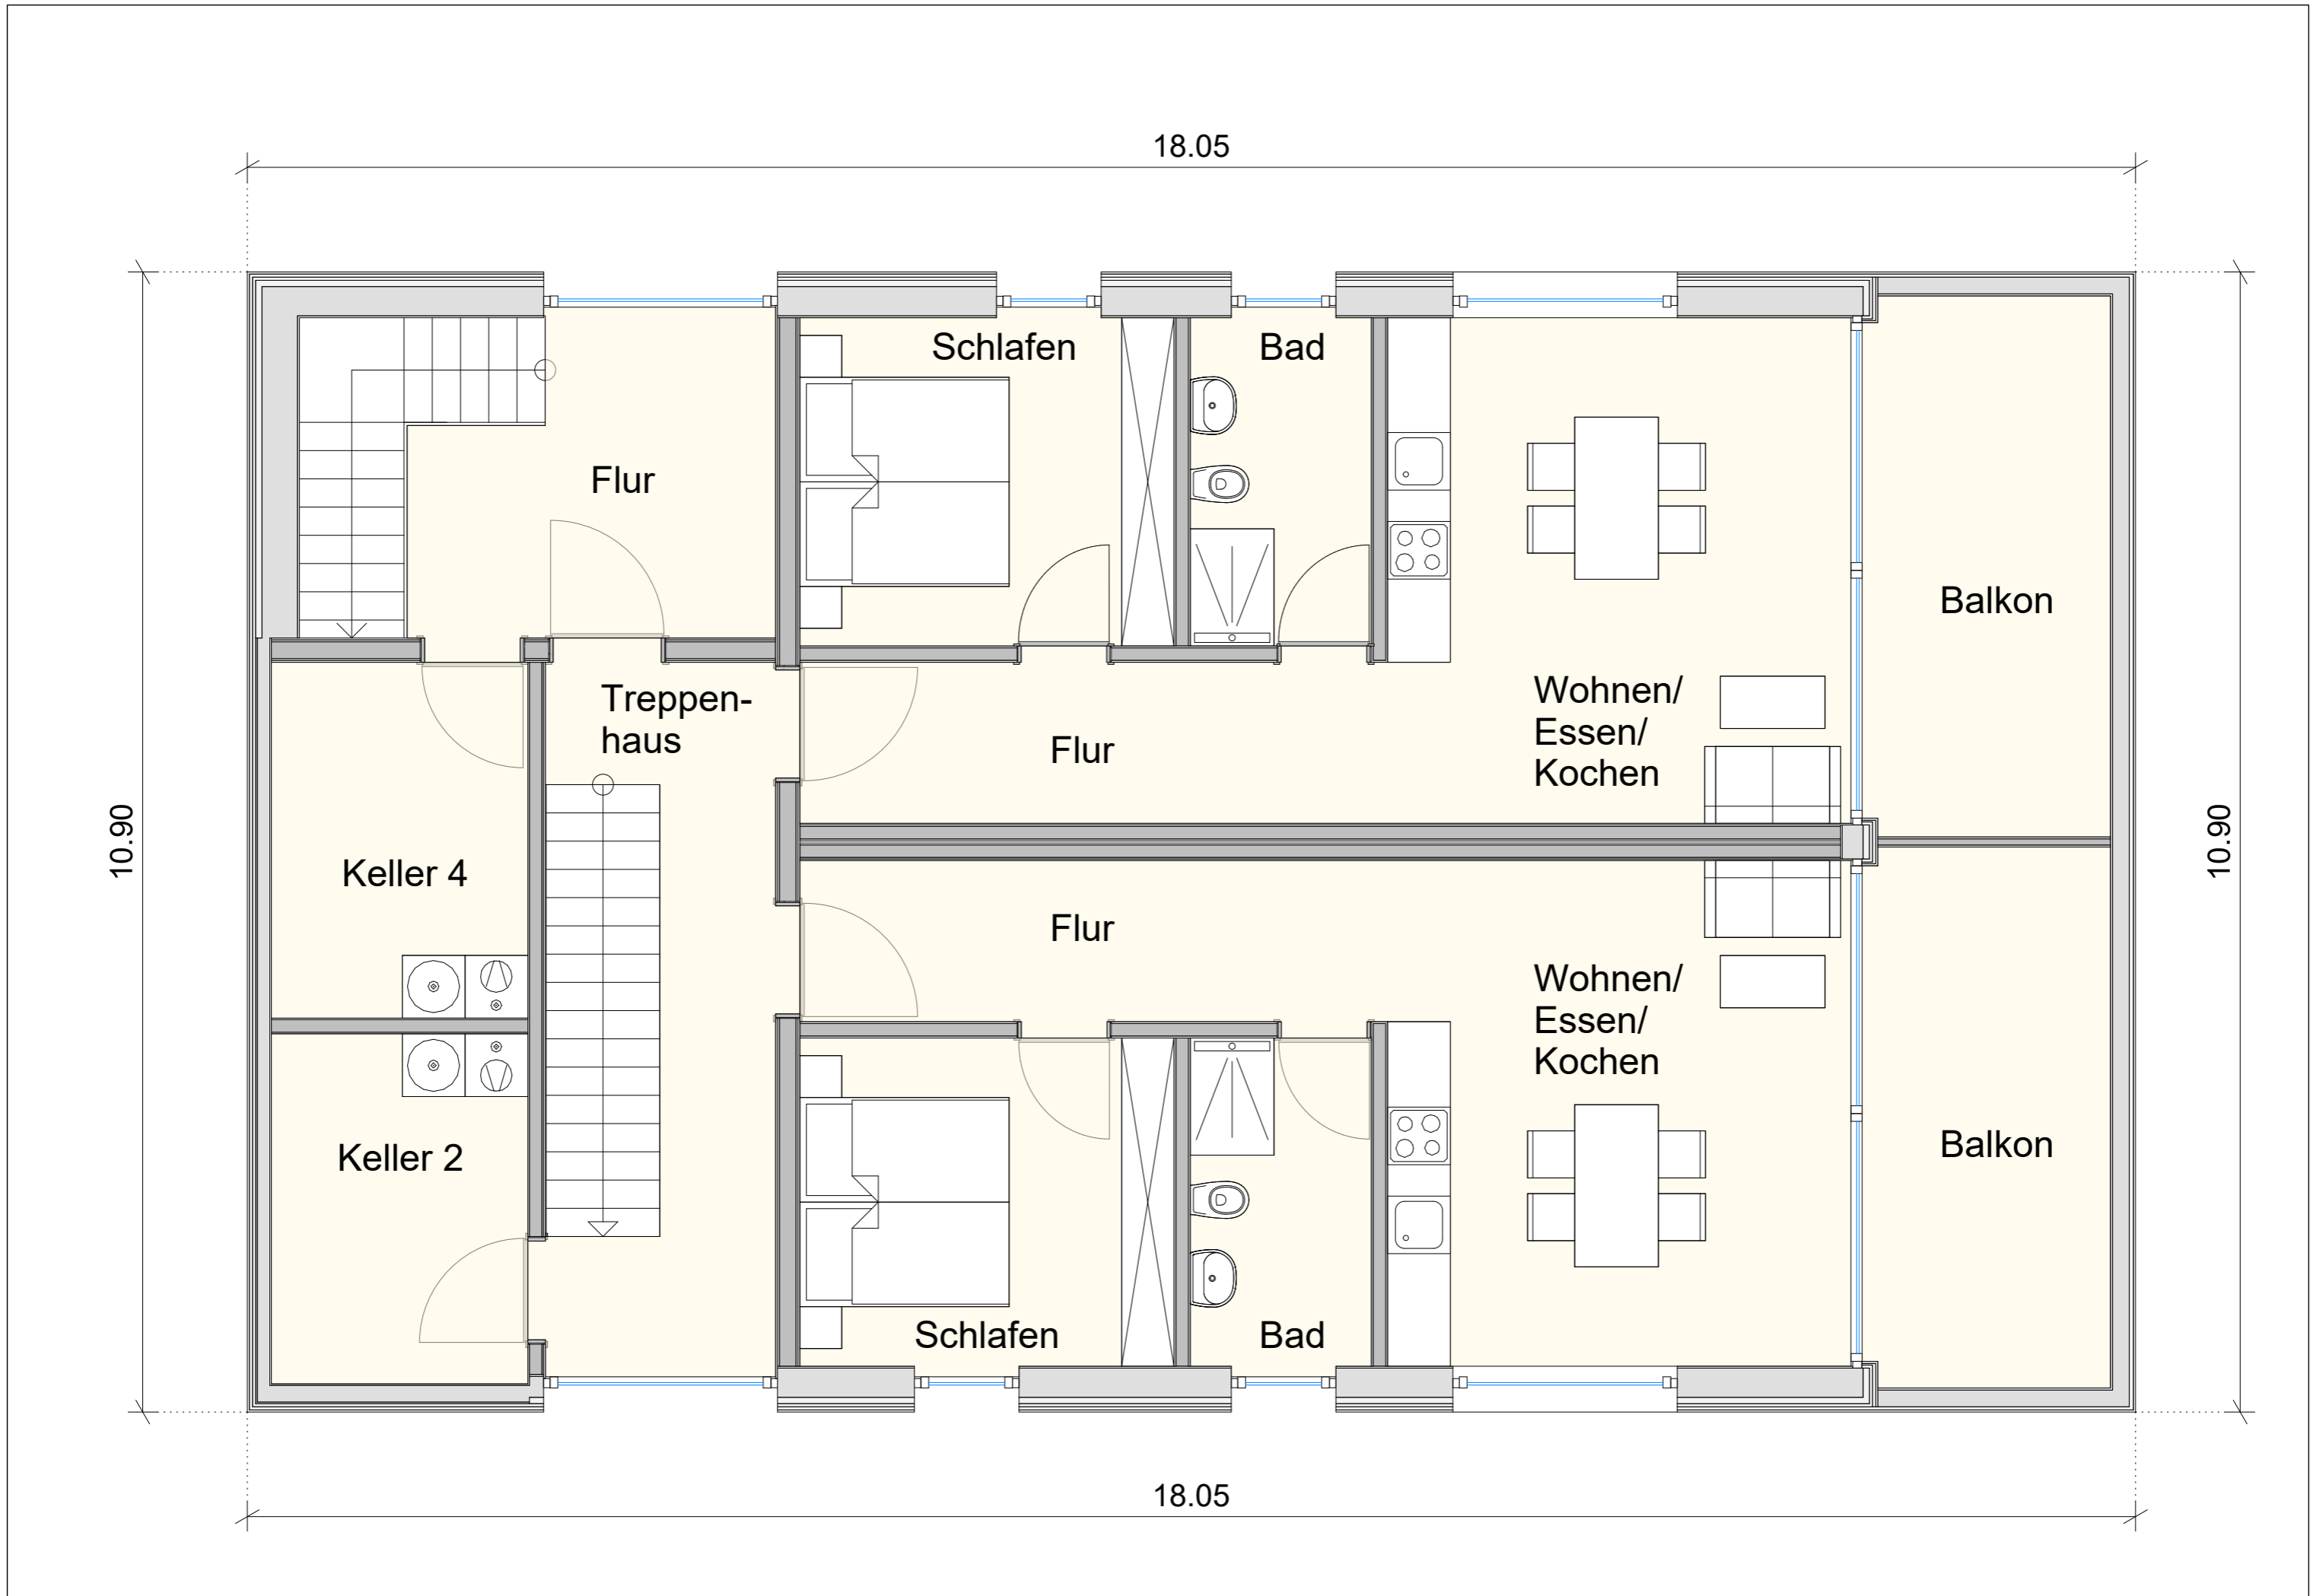 18.05
Schlafen
Bad
Flur
Balkon
Treppen-
haus
Wohnen/
Essen/
Kochen
Flur
10.90
10.90
Keller 4
Flur
Wohnen/
Essen/
Kochen
Keller 2
Balkon
Schlafen
Bad
18.05